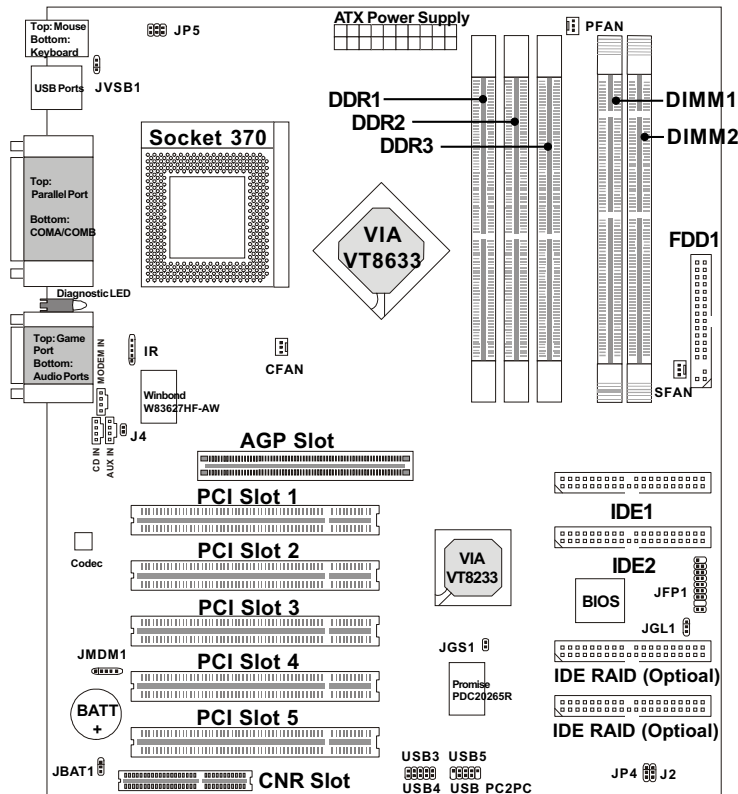 Top: Mouse
Bottom:
Keyboard
JP5
ATX Power Supply
PFAN
JVSB1
USB Ports
DDR1
DDR2
DDR3
DIMM1
DIMM2
Socket 370
Top:
Parallel Port
Bottom:
COMA/COMB
VIA
VT8633
FDD1
Diagnostic LED
Top: Game
Port
Bottom:
Audio Ports
MODEM IN
IR
CFAN
SFAN
Winbond
W83627HF-AW
CD IN
AUX IN
J4
AGP Slot
PCI Slot 1
IDE1
Codec
PCI Slot 2
VIA
VT8233
IDE2
BIOS
JFP1
PCI Slot 3
JGL1
JMDM1
PCI Slot 4
JGS1
IDE RAID (Optioal)
Promise
PDC20265R
BATT
+
PCI Slot 5
IDE RAID (Optioal)
JBAT1
CNR Slot
USB3
USB5
USB4
USB PC2PC
JP4
J2